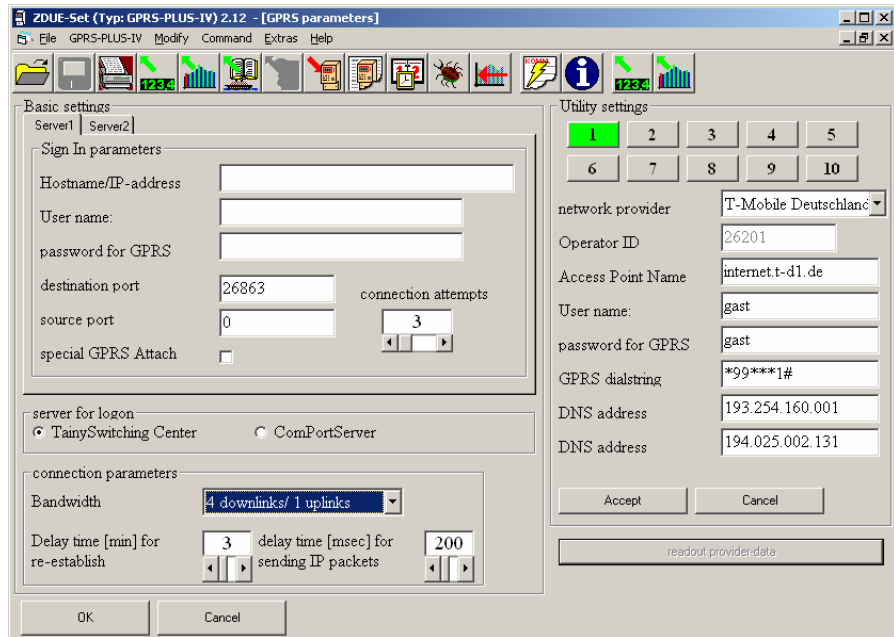 ZDUE-Set (Typ: GPRS-PLUS-IV) 2.12 - [GPRS parameters]
File GPRS-PLUS-IV Modify Command Extras Help
1234
KOMM
1234
Basic settings
Server1 Server2
Sign In parameters
Hostname/IP-address
User name:
password for GPRS
destination port 26863
connection attempts
source port 0 3
special GPRS Attach
server for logon
TainySwitching Center ComPortServer
connection parameters
Bandwidth 4 downlinks/ 1 uplinks
Delay time [min] for 3 delay time [msec] for 200
re-establish sending IP packets
OK Cancel
Utility settings
1 2 3 4 5
6 7 8 9 10
network provider T-Mobile Deutschland
Operator ID 26201
Access Point Name internet.t-d1.de
User name: gast
password for GPRS gast
GPRS dialstring *99***1#
DNS address 193.254.160.001
DNS address 194.025.002.131
Accept Cancel
readout provider-data